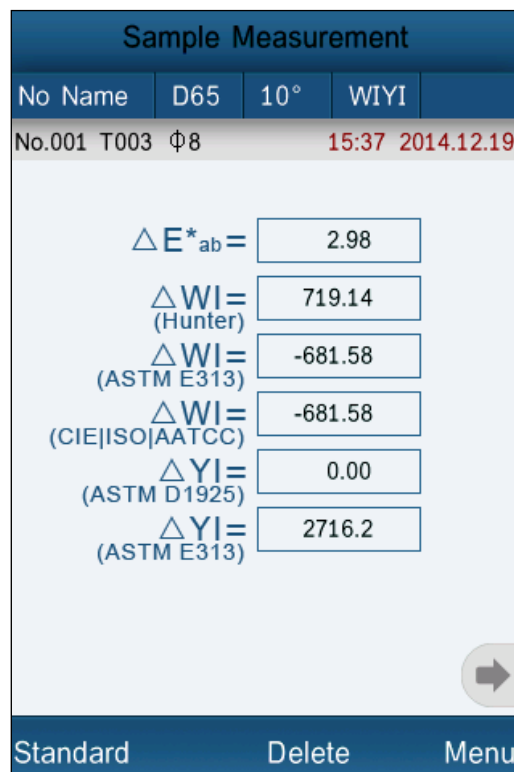 Sample Measurement
No Name D65 10° WIYI
No.001 T003 Φ8 15:37 2014.12.19
△E*ab= 2.98
△WI= 719.14
(Hunter)
△WI= -681.58
(ASTM E313)
△WI= -681.58
(CIE|ISO|AATCC)
△YI= 0.00
(ASTM D1925)
△YI= 2716.2
(ASTM E313)
Standard Delete Menu